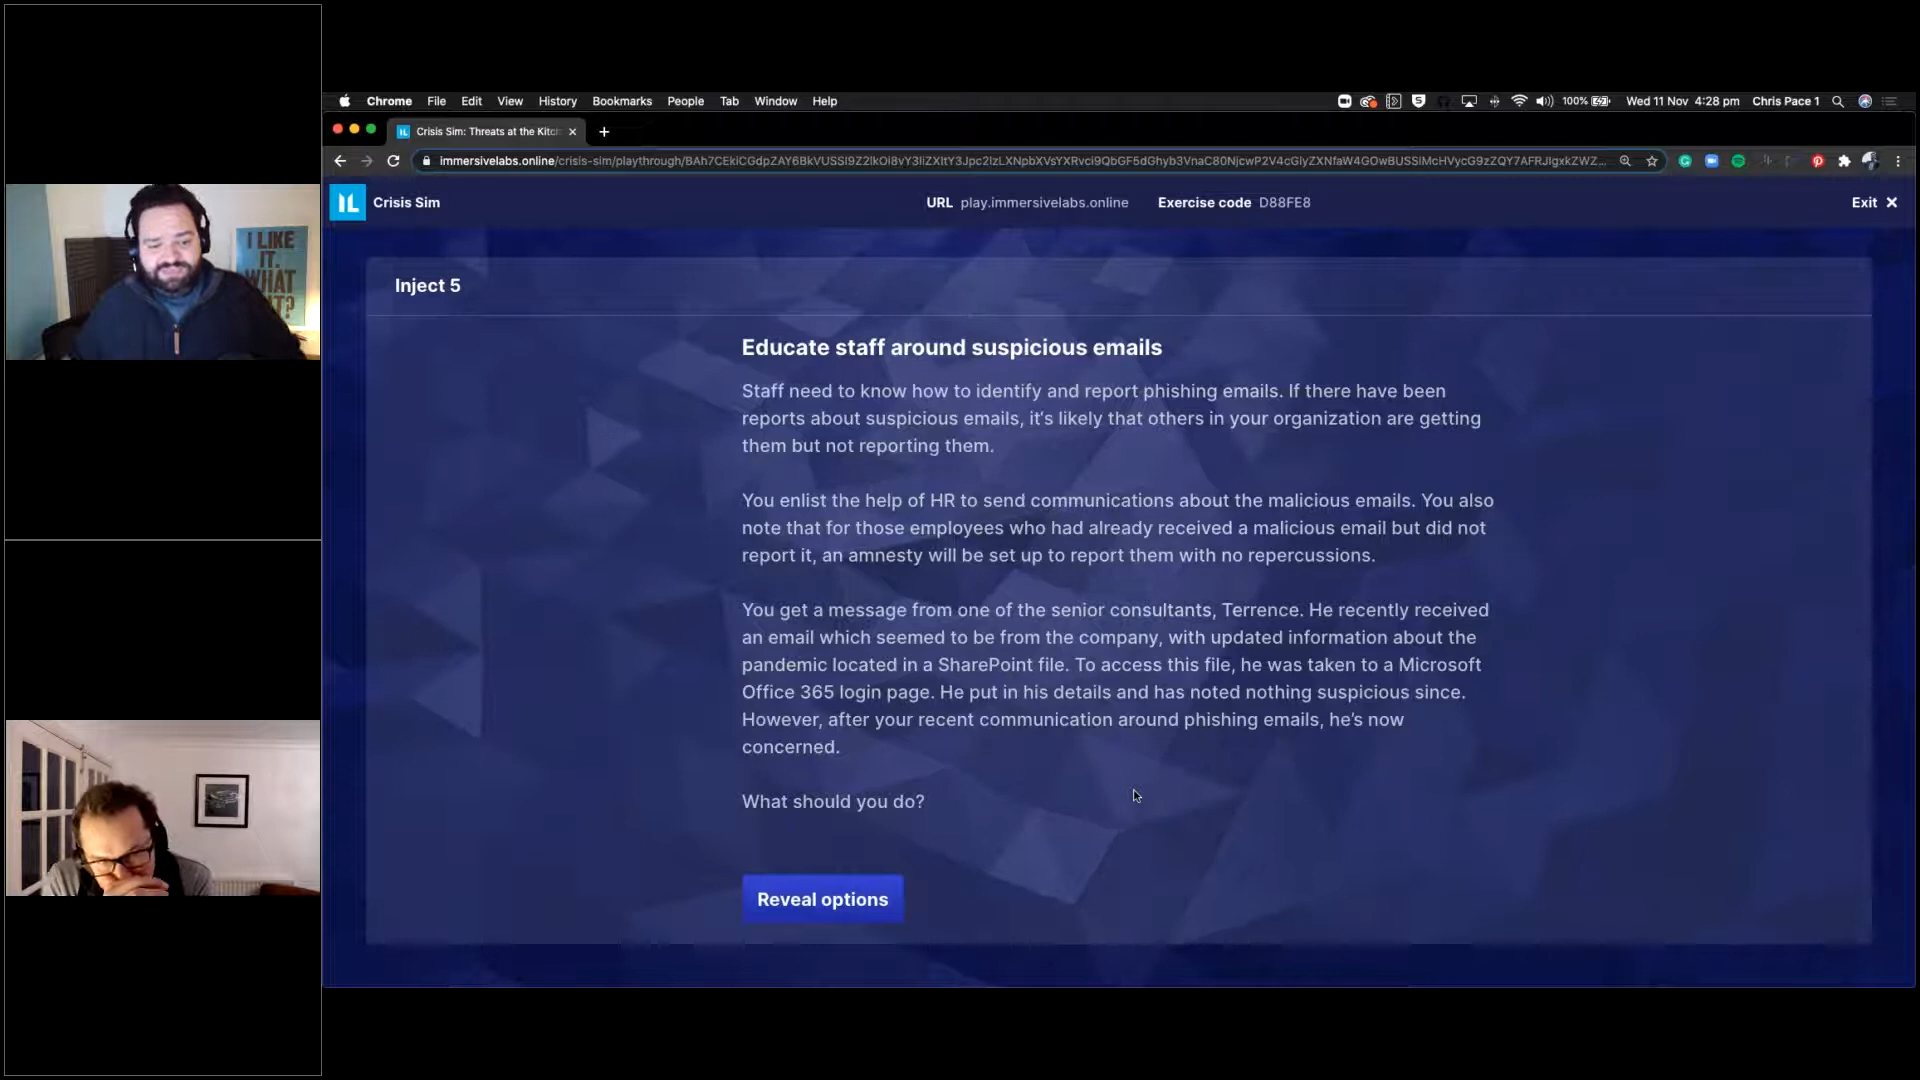 Chrome File Edit View History Bookmarks People Tab Window Help
100% Wed 11 Nov 4:28 pm Chris Pace 1
Crisis Sim: Threats at the Kitch
immersivelabs.online/crisis-sim/playthrough/
IL Crisis Sim
URL play.immersivelabs.online Exercise code D88FE8
Exit
I LIKE
IT.
WHAT
IT?
Inject 5
Educate staff around suspicious emails
Staff need to know how to identify and report phishing emails. If there have been
reports about suspicious emails, it's likely that others in your organization are getting
them but not reporting them.
You enlist the help of HR to send communications about the malicious emails. You also
note that for those employees who had already received a malicious email but did not
report it, an amnesty will be set up to report them with no repercussions.
You get a message from one of the senior consultants, Terrence. He recently received
an email which seemed to be from the company, with updated information about the
pandemic located in a SharePoint file. To access this file, he was taken to a Microsoft
Office 365 login page. He put in his details and has noted nothing suspicious since.
However, after your recent communication around phishing emails, he's now
concerned.
What should you do?
Reveal options